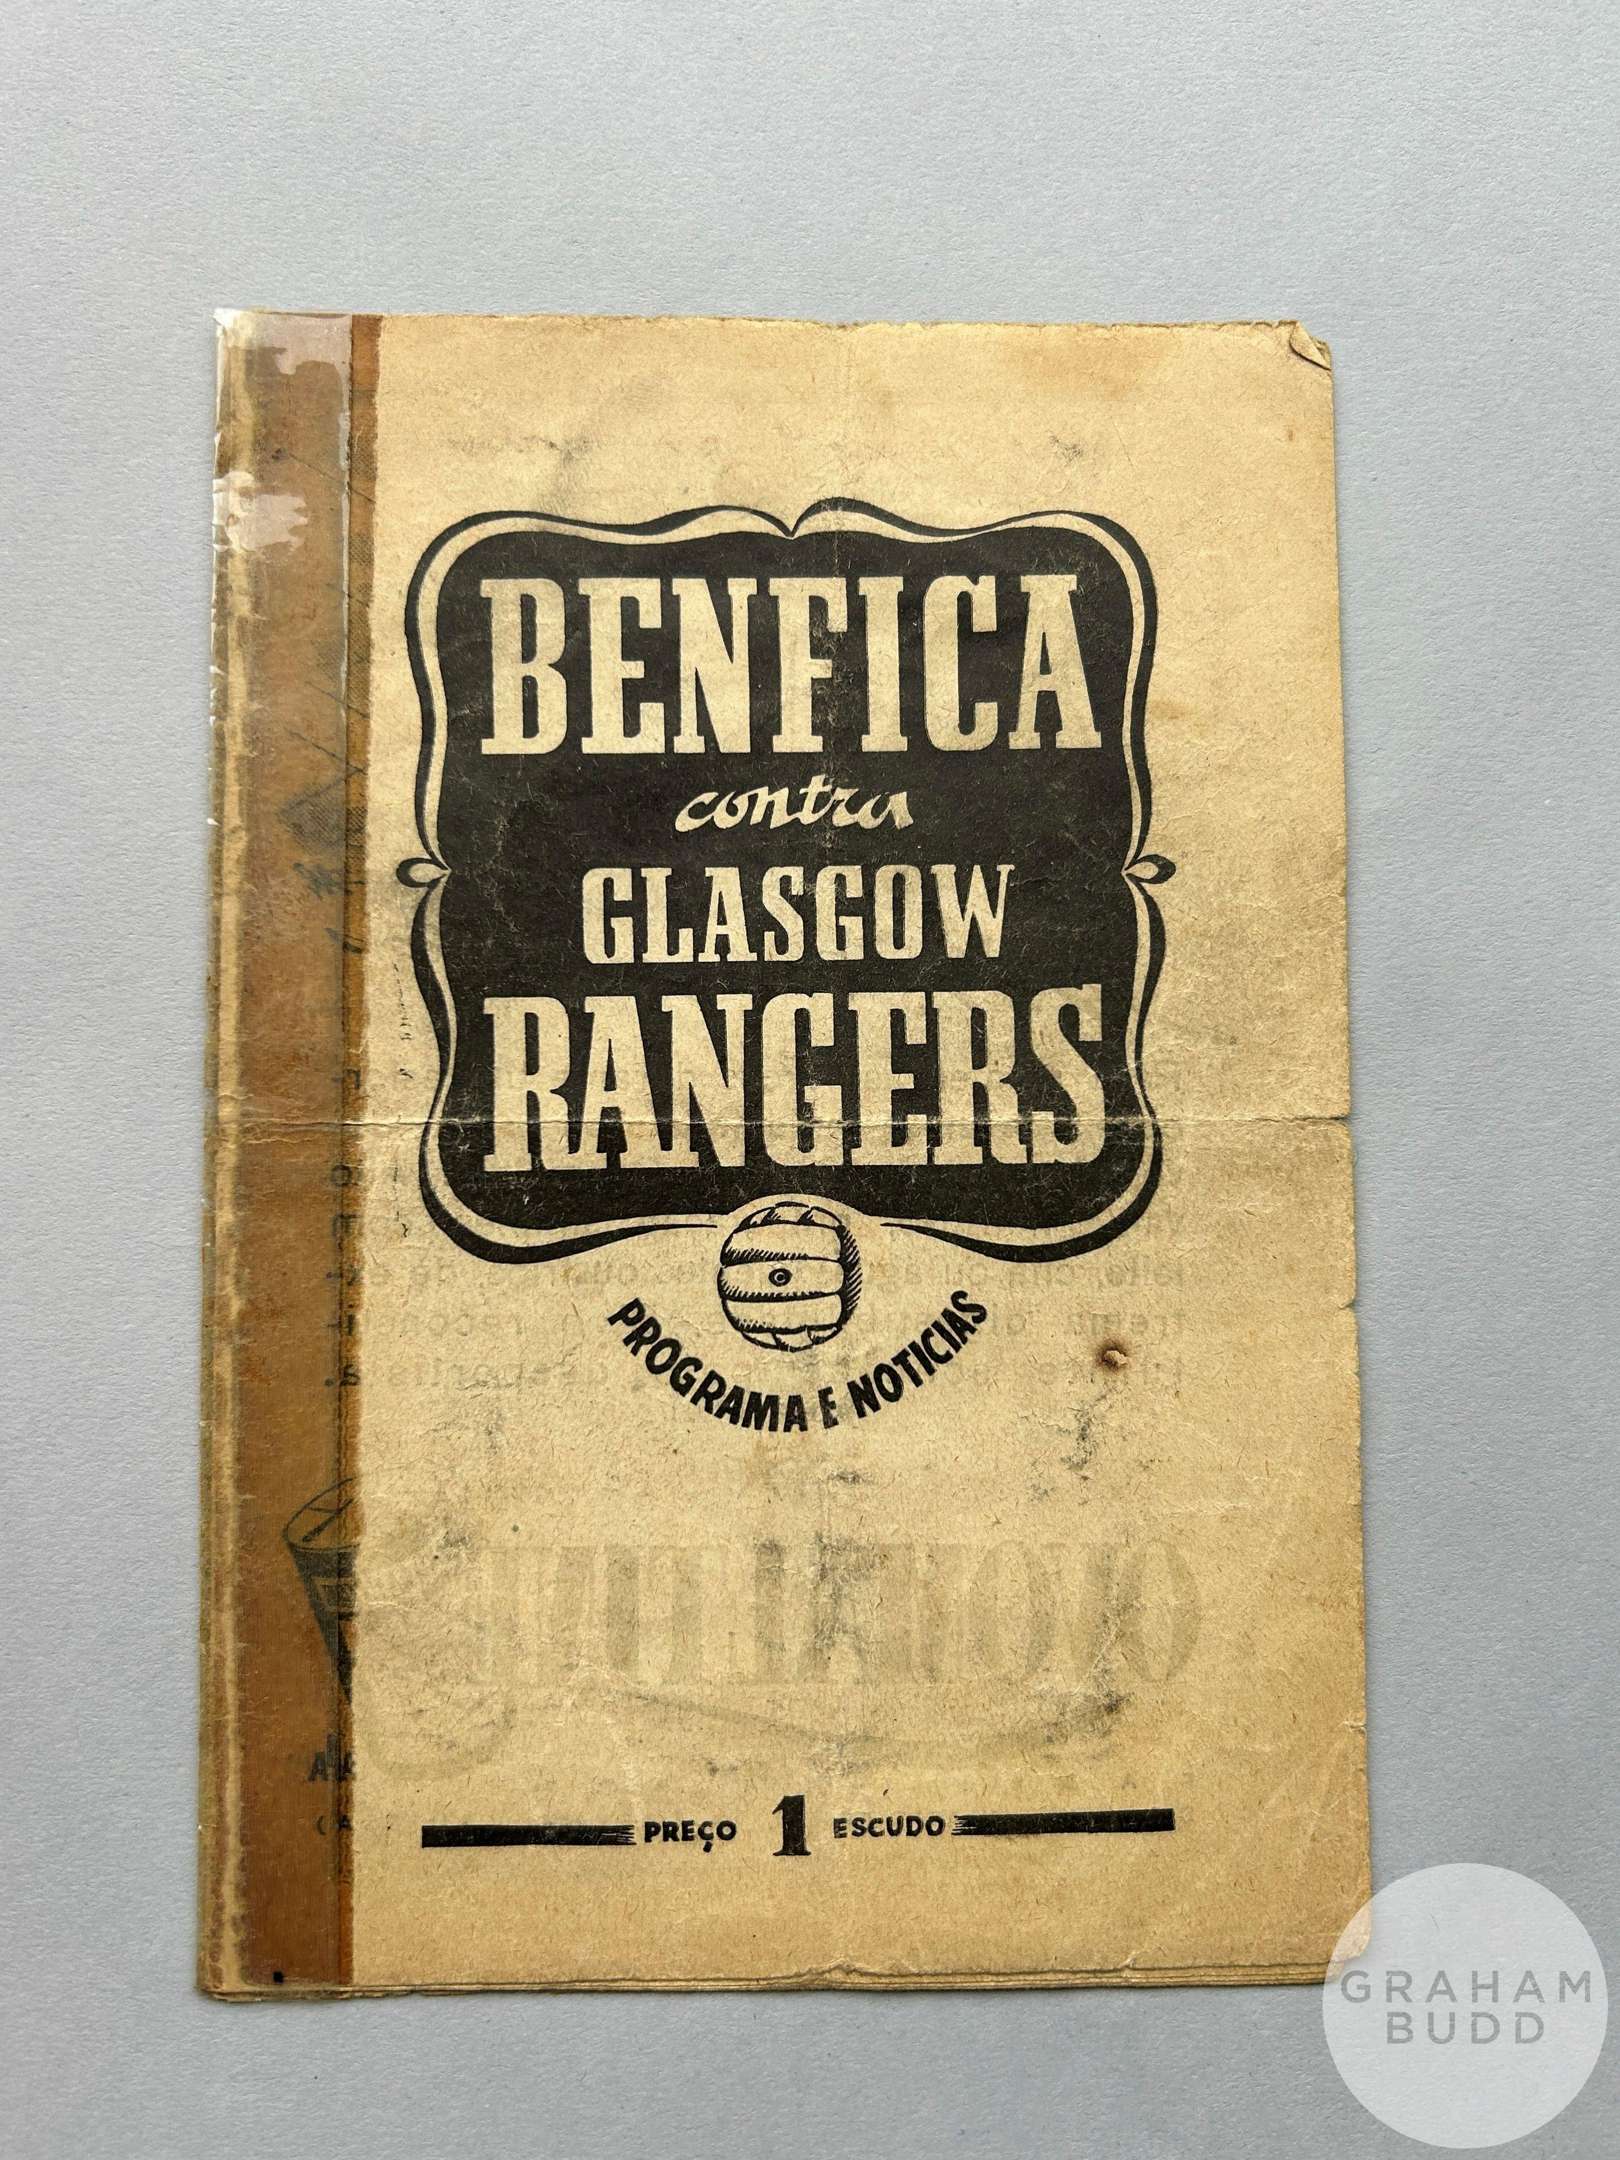 BENFICA
contra
GLASGOW
RANGERS
PROGRAMA E NOTICIAS
PREÇO 1 ESCUDO
GRAHAM
BUDD